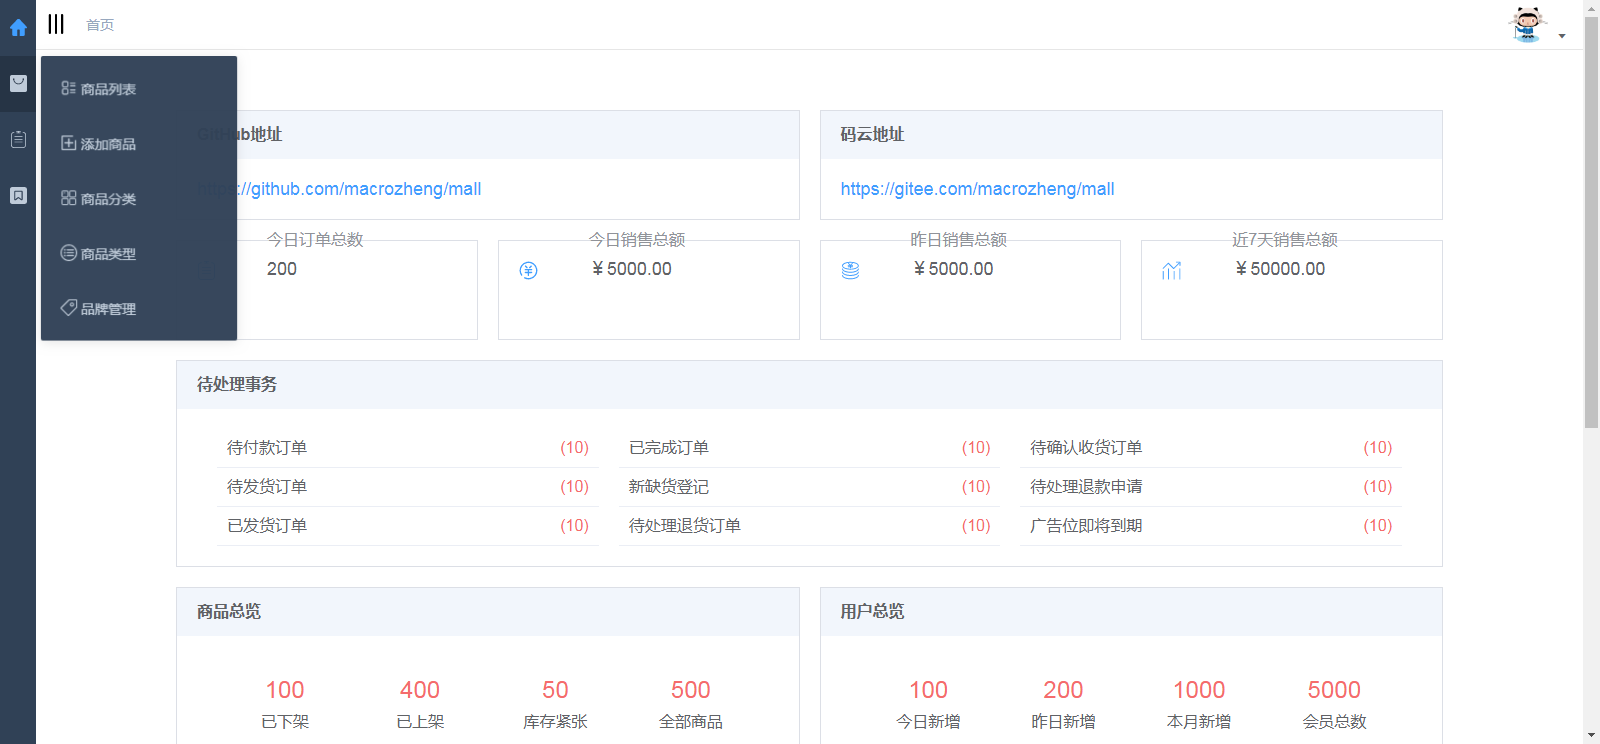 首页
商品列表
添加商品
商品分类
商品类型
品牌管理
GitHub地址
码云地址
https://github.com/macrozheng/mall
https://gitee.com/macrozheng/mall
今日订单总数
200
今日销售总额
￥5000.00
昨日销售总额
￥5000.00
近7天销售总额
￥50000.00
待处理事务
待付款订单 (10)
已完成订单 (10)
待确认收货订单 (10)
待发货订单 (10)
新缺货登记 (10)
待处理退款申请 (10)
已发货订单 (10)
待处理退货订单 (10)
广告位即将到期 (10)
商品总览
100 400 50 500
已下架 已上架 库存紧张 全部商品
用户总览
100 200 1000 5000
今日新增 昨日新增 本月新增 会员总数